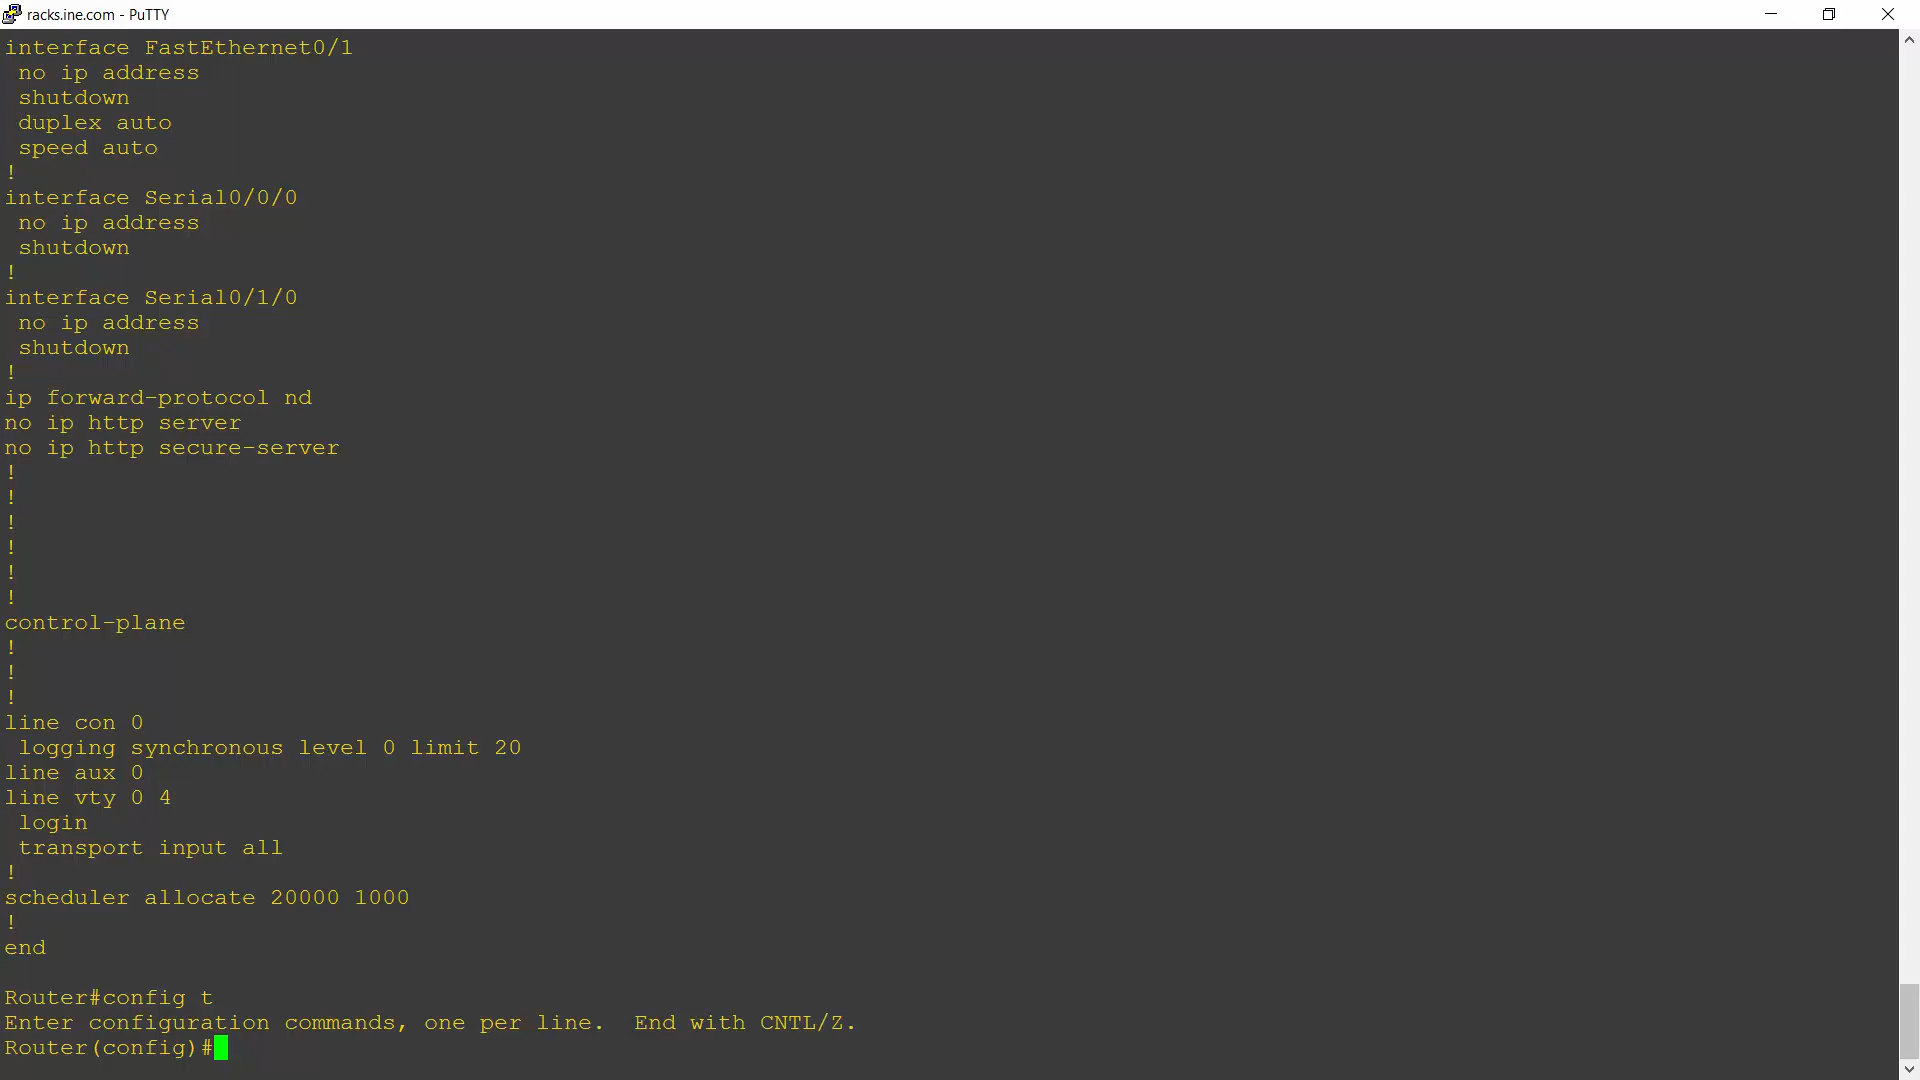 racks.ine.com - PuTTY
interface FastEthernet0/1
 no ip address
 shutdown
 duplex auto
 speed auto
!
interface Serial0/0/0
 no ip address
 shutdown
!
interface Serial0/1/0
 no ip address
 shutdown
!
ip forward-protocol nd
no ip http server
no ip http secure-server
!
!
!
!
!
!
control-plane
!
!
!
line con 0
 logging synchronous level 0 limit 20
line aux 0
line vty 0 4
 login
 transport input all
!
scheduler allocate 20000 1000
!
end

Router#config t
Enter configuration commands, one per line.  End with CNTL/Z.
Router(config)#